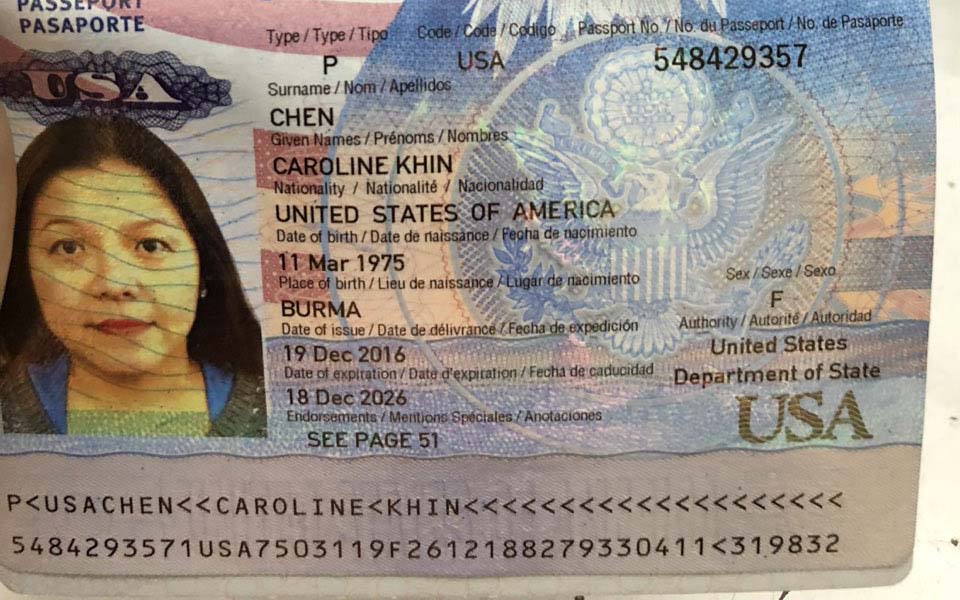 PASSEPORT
PASAPORTE
USA
Type / Type / Tipo Code / Code / Codigo Passport No. / No. du Passeport / No. de Pasaporte
P USA 548429357
Surname / Nom / Apellidos
CHEN
Given Names / Prénoms / Nombres
CAROLINE KHIN
Nationality / Nationalité / Nacionalidad
UNITED STATES OF AMERICA
Date of birth / Date de naissance / Fecha de nacimiento
11 Mar 1975
Place of birth / Lieu de naissance / Lugar de nacimiento Sex / Sexe / Sexo
BURMA F
Date of issue / Date de délivrance / Fecha de expedición Authority / Autorité / Autoridad
19 Dec 2016 United States
Date of expiration / Date d'expiration / Fecha de caducidad Department of State
18 Dec 2026 USA
Endorsements / Mentions Spéciales / Anotaciones
SEE PAGE 51
P<USACHEN<<CAROLINE<KHIN<<<<<<<<<<<<<<<<<<<<
5484293571USA7503119F2612188279330411<319832